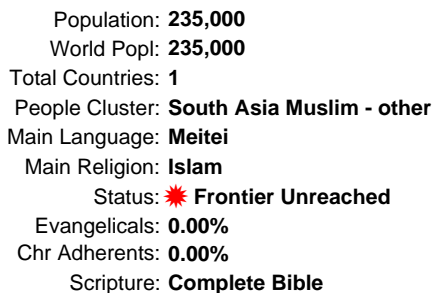 Population: 235,000
World Popl: 235,000
Total Countries: 1
People Cluster: South Asia Muslim - other
Main Language: Meitei
Main Religion: Islam
Status: Frontier Unreached
Evangelicals: 0.00%
Chr Adherents: 0.00%
Scripture: Complete Bible